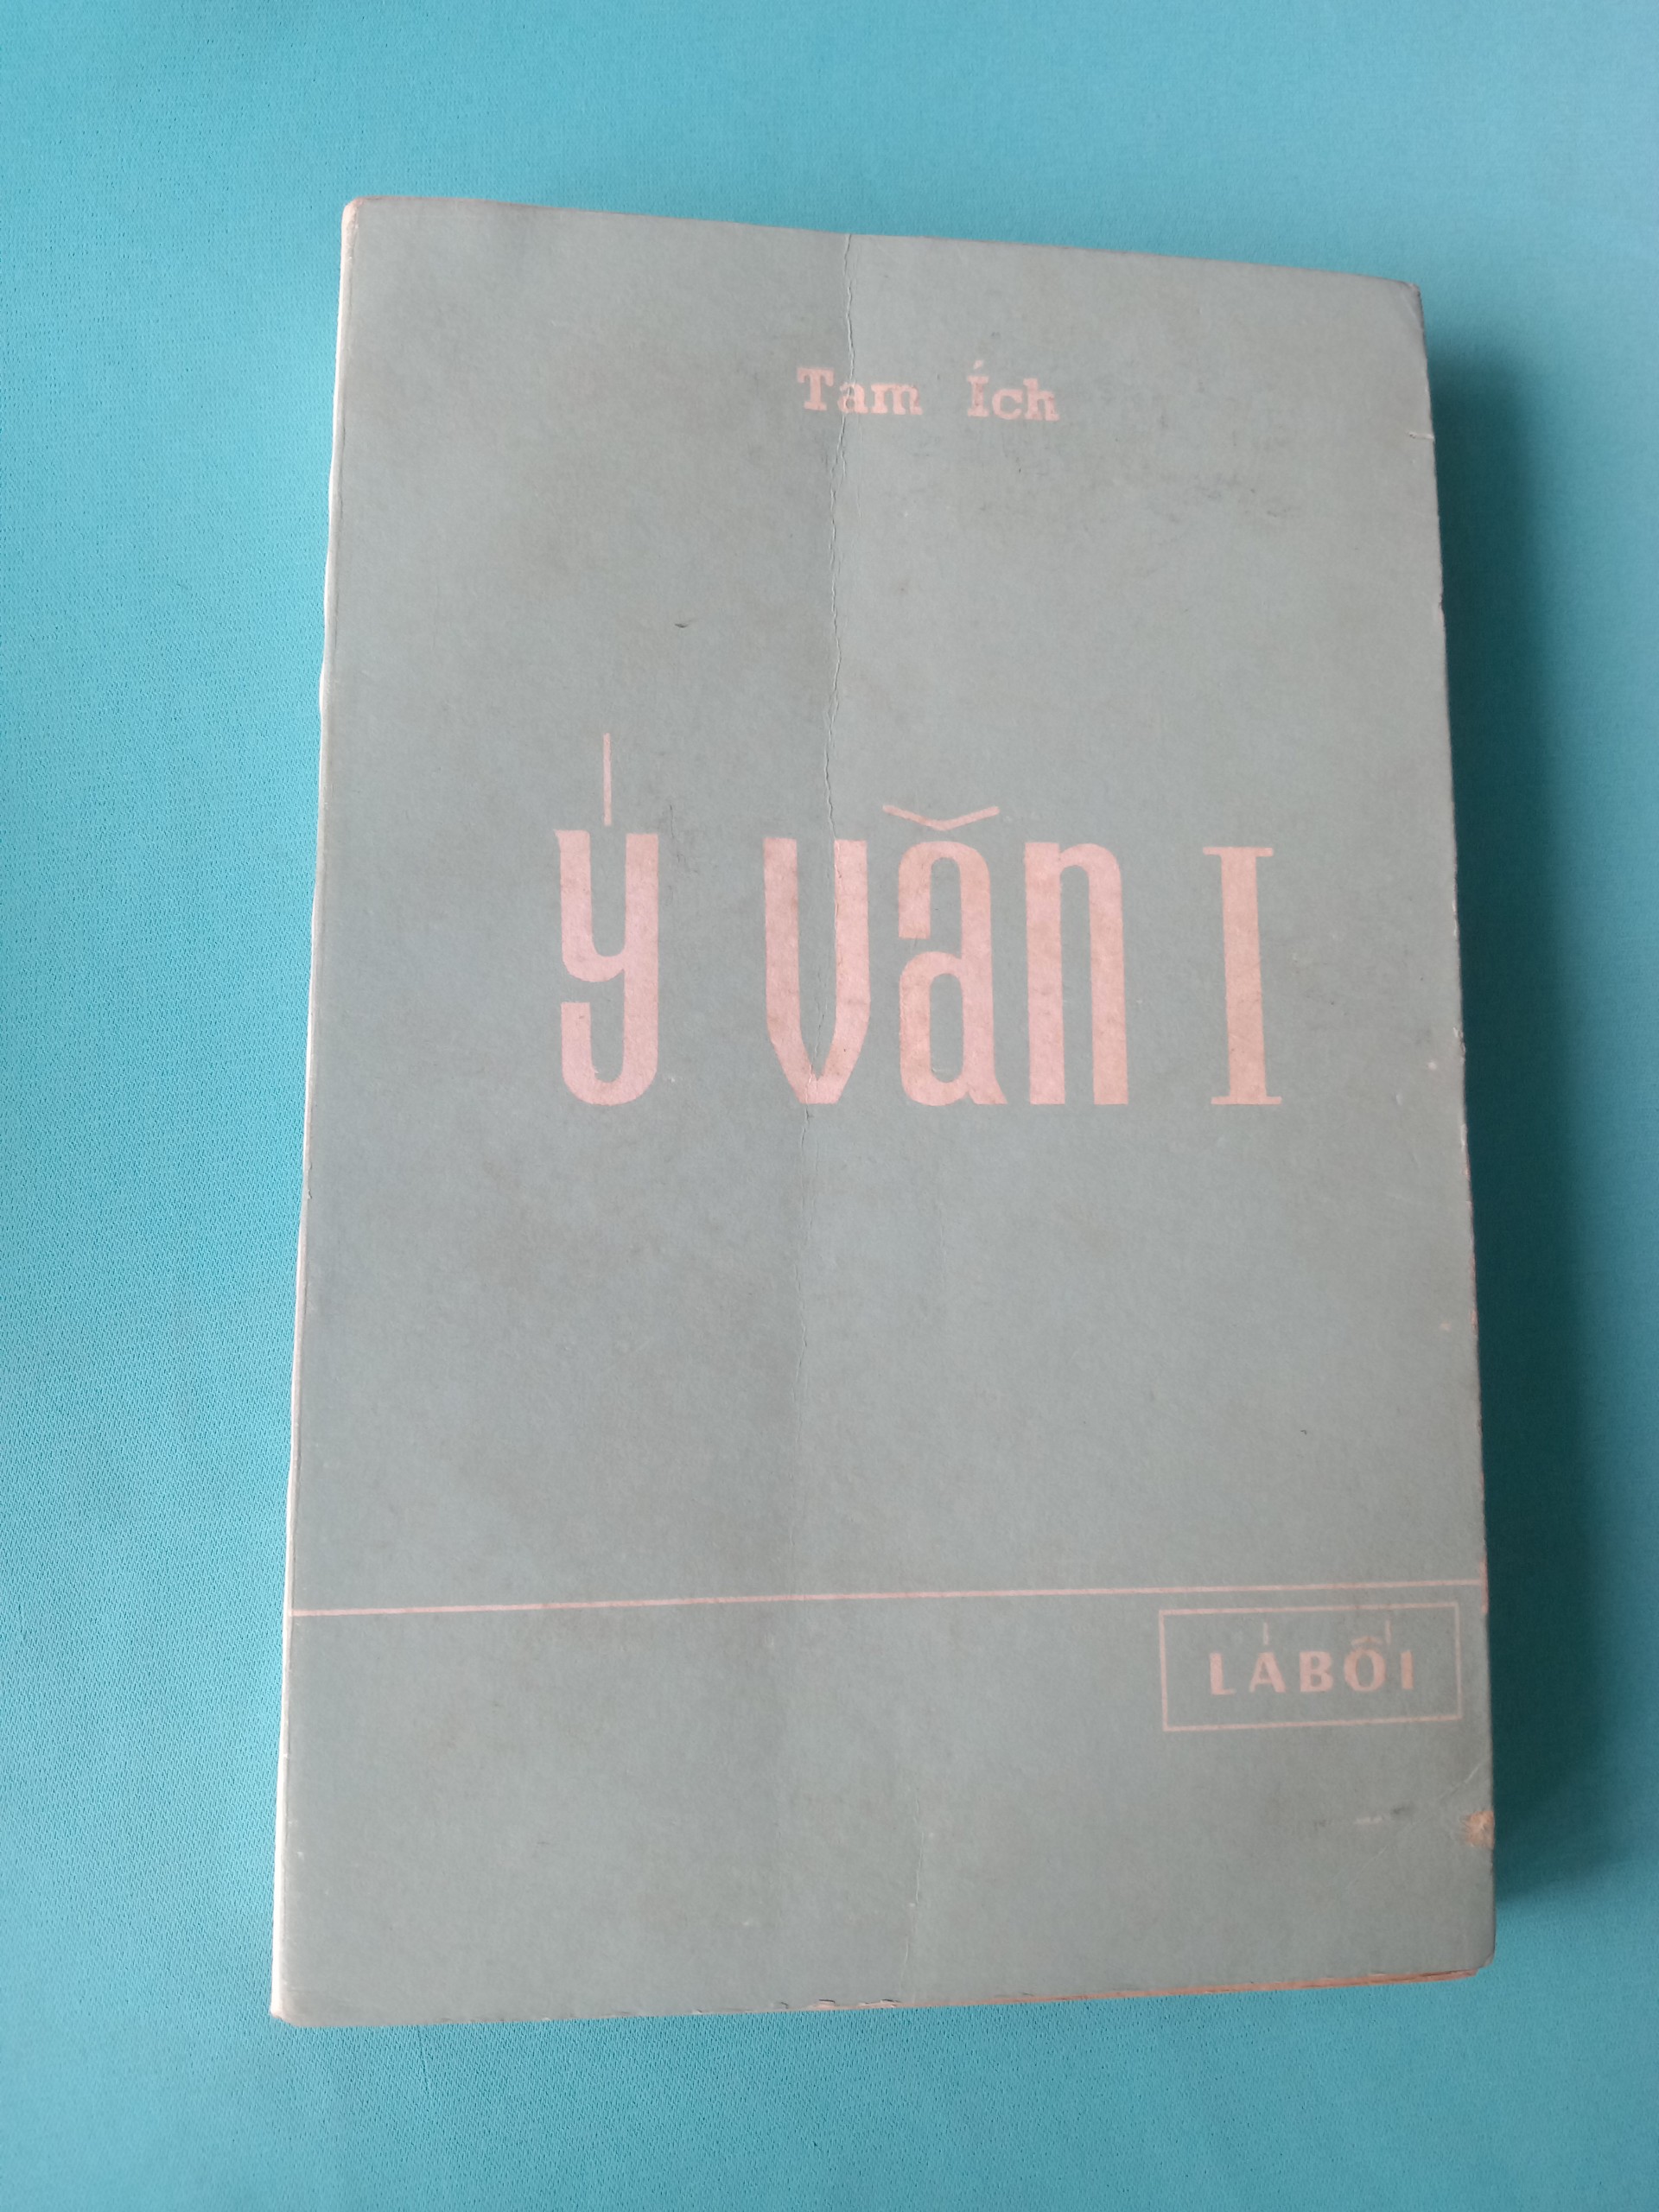 Tam Ích
ý văn I
LÁ BỐI